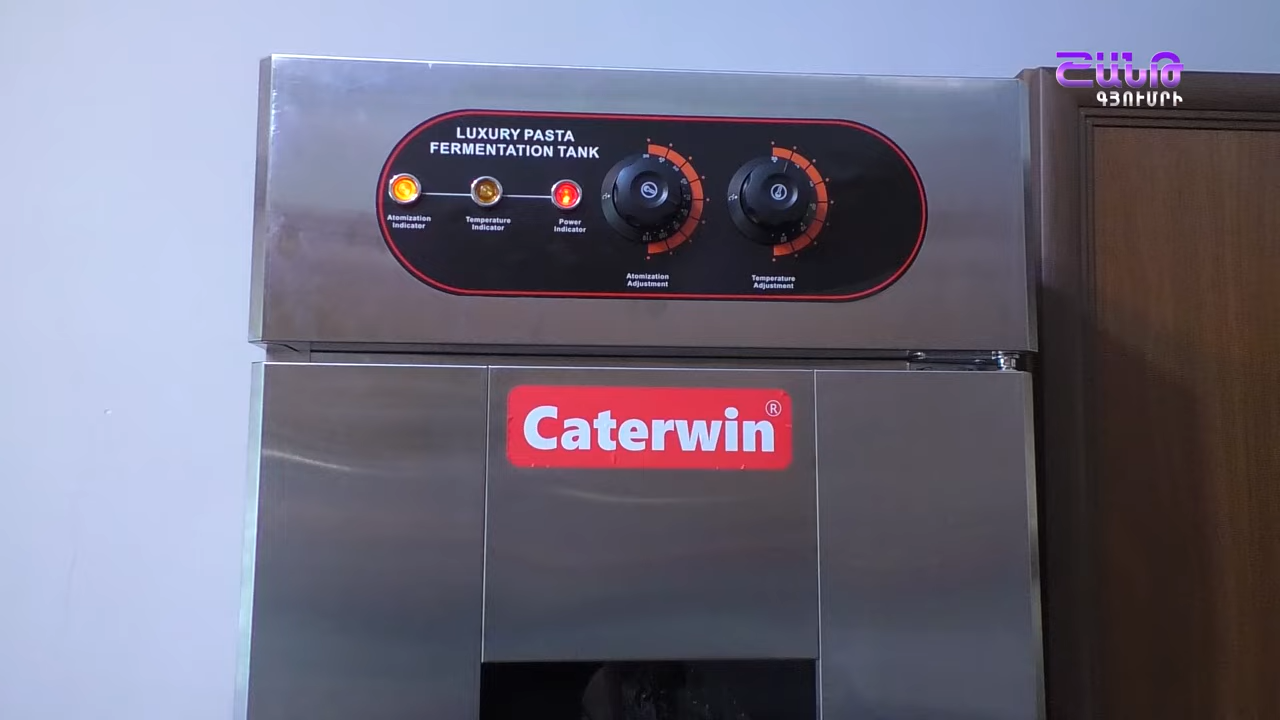 ՇԱՆԹ
ԳՅՈՒՄՐԻ
LUXURY PASTA
FERMENTATION TANK
Atomization
Indicator
Temperature
Indicator
Power
Indicator
Atomization
Adjustment
Temperature
Adjustment
Caterwin®